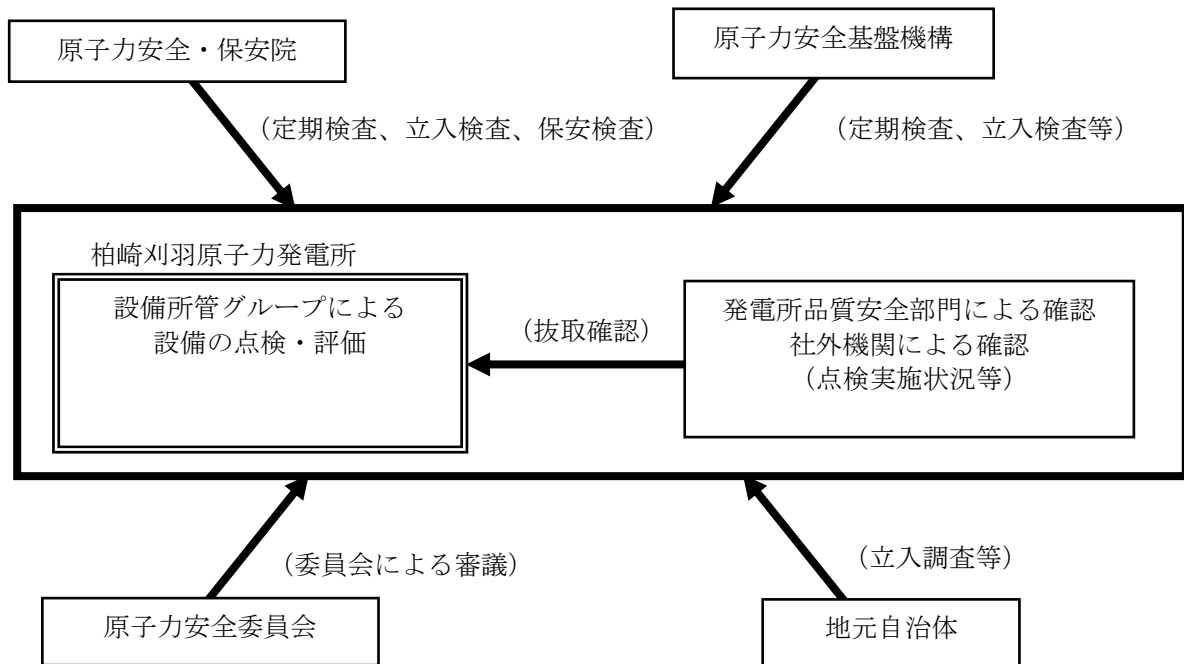 原子力安全・保安院
原子力安全基盤機構
（定期検査、立入検査、保安検査）
（定期検査、立入検査等）
柏崎刈羽原子力発電所
設備所管グループによる
設備の点検・評価
（抜取確認）
発電所品質安全部門による確認
社外機関による確認
（点検実施状況等）
（委員会による審議）
（立入調査等）
原子力安全委員会
地元自治体